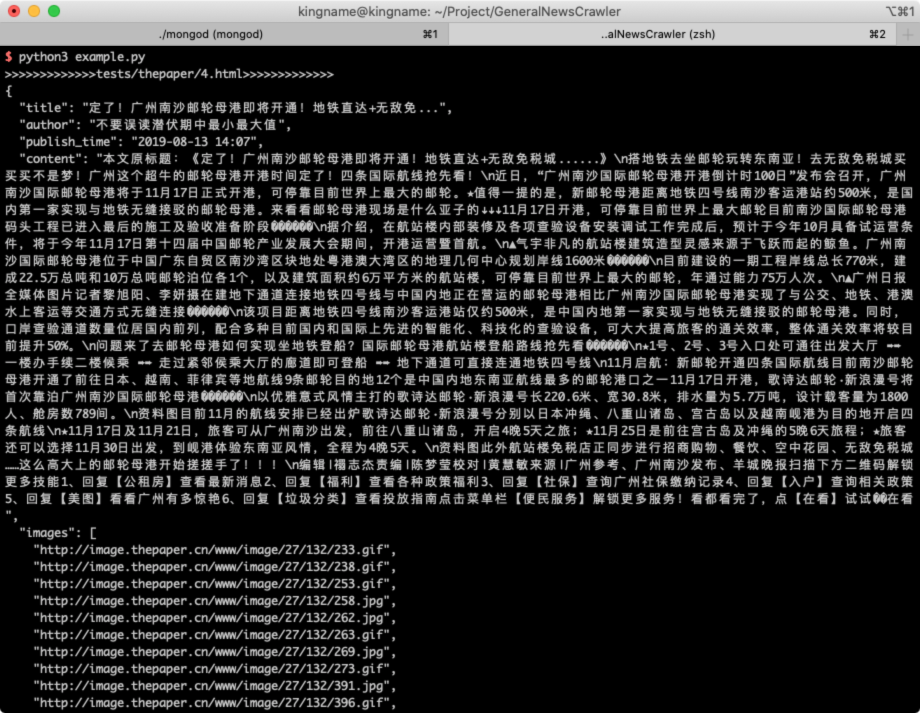 kingname@kingname: ~/Project/GeneralNewsCrawler
⌥⌘1
./mongod (mongod)
⌘1
..alNewsCrawler (zsh)
⌘2
$ python3 example.py
>>>>>>>>>>>>>tests/thepaper/4.html>>>>>>>>>>>>>
{
"title": "定了！广州南沙邮轮母港即将开通！地铁直达+无敌免...",
"author": "不要误读潜伏期中最小最大值",
"publish_time": "2019-08-13 14:07",
"content": "本文原标题：《定了！广州南沙邮轮母港即将开通！地铁直达+无敌免税城......》\n搭地铁去坐邮轮玩转东南亚！去无敌免税城买
买买不是梦！广州这个超牛的邮轮母港开港时间定了！四条国际航线抢先看！\n近日，“广州南沙国际邮轮母港开港倒计时100日”发布会召开，广州
南沙国际邮轮母港将于11月17日正式开港，可停靠目前世界上最大的邮轮。★值得一提的是，新邮轮母港距离地铁四号线南沙客运港站约500米，是国
内第一家实现与地铁无缝接驳的邮轮母港。来看看邮轮母港现场是什么亚子的↓↓↓11月17日开港，可停靠目前世界上最大邮轮目前南沙国际邮轮母港
码头工程已进入最后的施工及验收准备阶段������\n据介绍，在航站楼内部装修及各项查验设备安装调试工作完成后，预计于今年10月具备试运营条
件，将于今年11月17日第十四届中国邮轮产业发展大会期间，开港运营暨首航。\n▲气宇非凡的航站楼建筑造型灵感来源于飞跃而起的鲸鱼。广州南
沙国际邮轮母港位于中国广东自贸区南沙湾区块地处粤港澳大湾区的地理几何中心规划岸线1600米������\n目前建设的一期工程岸线总长770米，建
成22.5万总吨和10万总吨邮轮泊位各1个，以及建筑面积约6万平方米的航站楼，可停靠目前世界上最大的邮轮，年通过能力75万人次。\n▲广州日报
全媒体图片记者黎旭阳、李妍摄在建地下通道连接地铁四号线与中国内地正在营运的邮轮母港相比广州南沙国际邮轮母港实现了与公交、地铁、港澳
水上客运等交通方式无缝连接������\n该项目距离地铁四号线南沙客运港站仅约500米，是中国内地第一家实现与地铁无缝接驳的邮轮母港。同时，
口岸查验通道数量位居国内前列，配合多种目前国内和国际上先进的智能化、科技化的查验设备，可大大提高旅客的通关效率，整体通关效率将较目
前提升50%。\n问题来了去邮轮母港如何实现坐地铁登船？国际邮轮母港航站楼登船路线抢先看������\n★1号、2号、3号入口处可通往出发大厅 ——
一楼办手续二楼候乘 —— 走过紧邻侯乘大厅的廊道即可登船 —— 地下通道可直接连通地铁四号线\n11月启航：新邮轮开通四条国际航线目前南沙邮轮
母港开通了前往日本、越南、菲律宾等地航线9条邮轮目的地12个是中国内地东南亚航线最多的邮轮港口之一11月17日开港，歌诗达邮轮·新浪漫号将
首次靠泊广州南沙国际邮轮母港������\n以优雅意式风情主打的歌诗达邮轮·新浪漫号长220.6米、宽30.8米，排水量为5.7万吨，设计载客量为1800
人、舱房数789间。\n资料图目前11月的航线安排已经出炉歌诗达邮轮·新浪漫号分别以日本冲绳、八重山诸岛、宫古岛以及越南岘港为目的地开启四
条航线\n★11月17日及11月21日，旅客可从广州南沙出发，前往八重山诸岛，开启4晚5天之旅；★11月25日是前往宫古岛及冲绳的5晚6天旅程；★旅客
还可以选择11月30日出发，到岘港体验东南亚风情，全程为4晚5天。\n资料图此外航站楼免税店正同步进行招商购物、餐饮、空中花园、无敌免税城
……这么高大上的邮轮母港开始搓搓手了！！！\n编辑|禤志杰责编|陈梦莹校对|黄慧敏来源|广州参考、广州南沙发布、羊城晚报扫描下方二维码解锁
更多技能1、回复【公租房】查看最新消息2、回复【福利】查看各种政策福利3、回复【社保】查询广州社保缴纳记录4、回复【入户】查询相关政策
5、回复【美图】看看广州有多惊艳6、回复【垃圾分类】查看投放指南点击菜单栏【便民服务】解锁更多服务！看都看完了，点【在看】试试��在看
",
"images": [
"http://image.thepaper.cn/www/image/27/132/233.gif",
"http://image.thepaper.cn/www/image/27/132/238.gif",
"http://image.thepaper.cn/www/image/27/132/253.gif",
"http://image.thepaper.cn/www/image/27/132/258.jpg",
"http://image.thepaper.cn/www/image/27/132/262.jpg",
"http://image.thepaper.cn/www/image/27/132/263.gif",
"http://image.thepaper.cn/www/image/27/132/269.jpg",
"http://image.thepaper.cn/www/image/27/132/273.gif",
"http://image.thepaper.cn/www/image/27/132/391.jpg",
"http://image.thepaper.cn/www/image/27/132/396.gif",